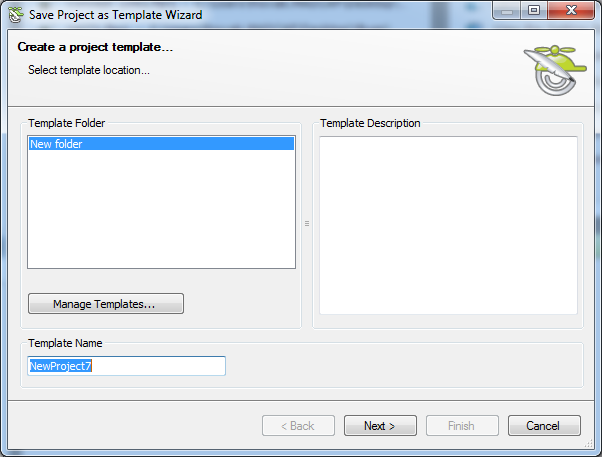 Save Project as Template Wizard
Create a project template...
Select template location...
Template Folder
New folder
Manage Templates...
Template Description
Template Name
NewProject7
< Back
Next >
Finish
Cancel